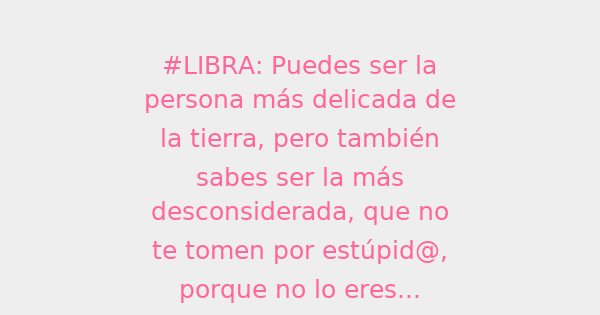 #LIBRA: Puedes ser la
persona más delicada de
la tierra, pero también
sabes ser la más
desconsiderada, que no
te tomen por estúpid@,
porque no lo eres...